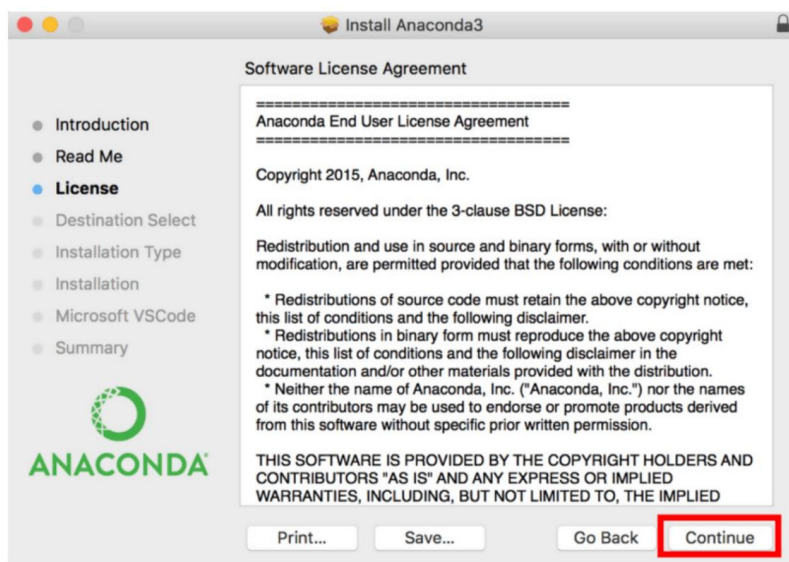 Install Anaconda3
Software License Agreement
Introduction
Read Me
License
Destination Select
Installation Type
Installation
Microsoft VSCode
Summary
ANACONDA
===================================
Anaconda End User License Agreement
===================================
Copyright 2015, Anaconda, Inc.
All rights reserved under the 3-clause BSD License:
Redistribution and use in source and binary forms, with or without
modification, are permitted provided that the following conditions are met:
* Redistributions of source code must retain the above copyright notice,
this list of conditions and the following disclaimer.
* Redistributions in binary form must reproduce the above copyright
notice, this list of conditions and the following disclaimer in the
documentation and/or other materials provided with the distribution.
* Neither the name of Anaconda, Inc. ("Anaconda, Inc.") nor the names
of its contributors may be used to endorse or promote products derived
from this software without specific prior written permission.
THIS SOFTWARE IS PROVIDED BY THE COPYRIGHT HOLDERS AND
CONTRIBUTORS "AS IS" AND ANY EXPRESS OR IMPLIED
WARRANTIES, INCLUDING, BUT NOT LIMITED TO, THE IMPLIED
Print...
Save...
Go Back
Continue